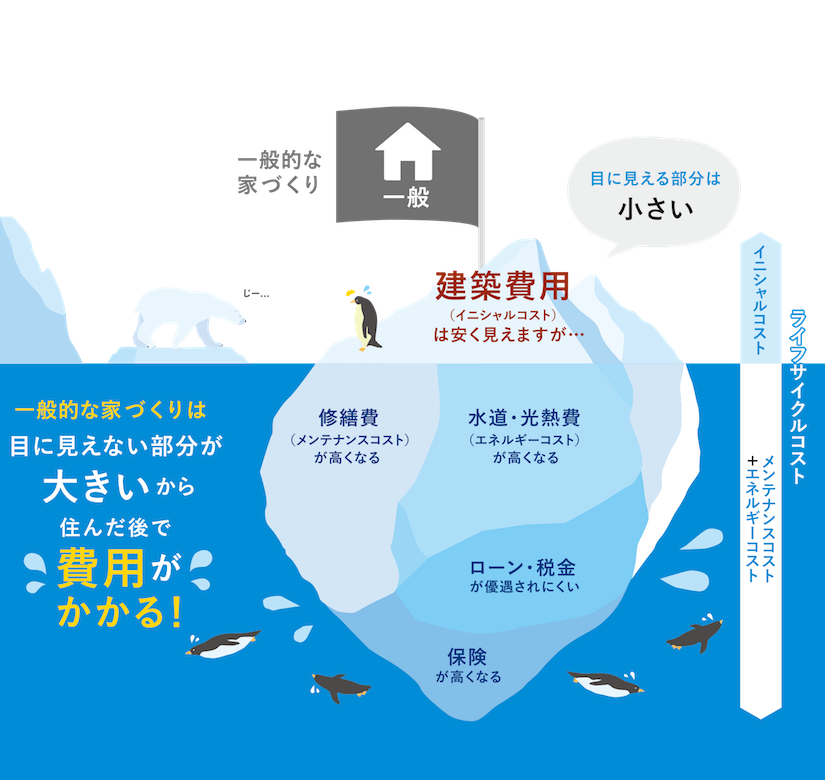 一般的な
家づくり
一般
目に見える部分は
小さい
じー…
建築費用
（イニシャルコスト）
は安く見えますが…
イニシャルコスト
ライフサイクルコスト
メンテナンスコスト
+エネルギーコスト
一般的な家づくりは
目に見えない部分が
大きいから
住んだ後で
費用が
かかる！
修繕費
（メンテナンスコスト）
が高くなる
水道・光熱費
（エネルギーコスト）
が高くなる
ローン・税金
が優遇されにくい
保険
が高くなる